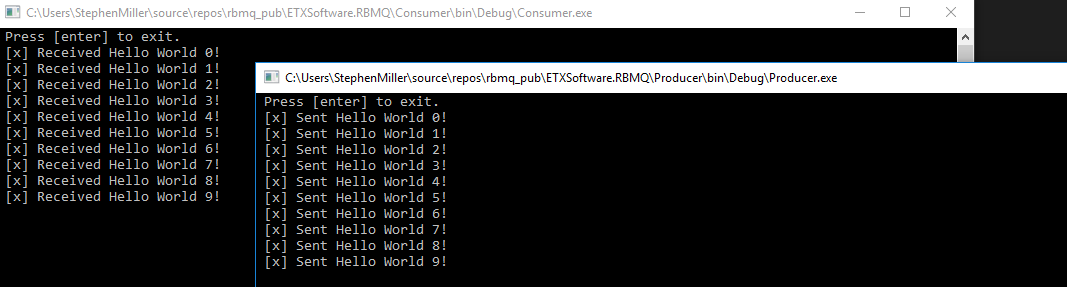 C:\Users\StephenMiller\source\repos\rbmq_pub\ETXSoftware.RBMQ\Consumer\bin\Debug\Consumer.exe
Press [enter] to exit.
[x] Received Hello World 0!
[x] Received Hello World 1!
[x] Received Hello World 2!
[x] Received Hello World 3!
[x] Received Hello World 4!
[x] Received Hello World 5!
[x] Received Hello World 6!
[x] Received Hello World 7!
[x] Received Hello World 8!
[x] Received Hello World 9!
C:\Users\StephenMiller\source\repos\rbmq_pub\ETXSoftware.RBMQ\Producer\bin\Debug\Producer.exe
Press [enter] to exit.
[x] Sent Hello World 0!
[x] Sent Hello World 1!
[x] Sent Hello World 2!
[x] Sent Hello World 3!
[x] Sent Hello World 4!
[x] Sent Hello World 5!
[x] Sent Hello World 6!
[x] Sent Hello World 7!
[x] Sent Hello World 8!
[x] Sent Hello World 9!